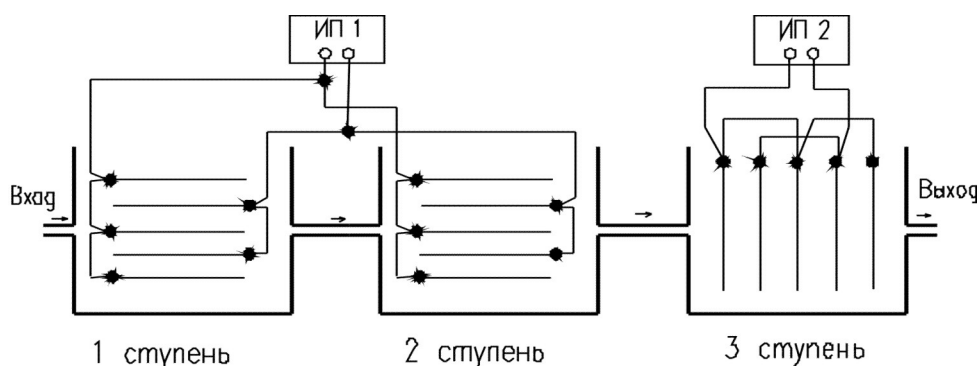 ИП 1
ИП 2
Вход
Выход
1 ступень
2 ступень
3 ступень